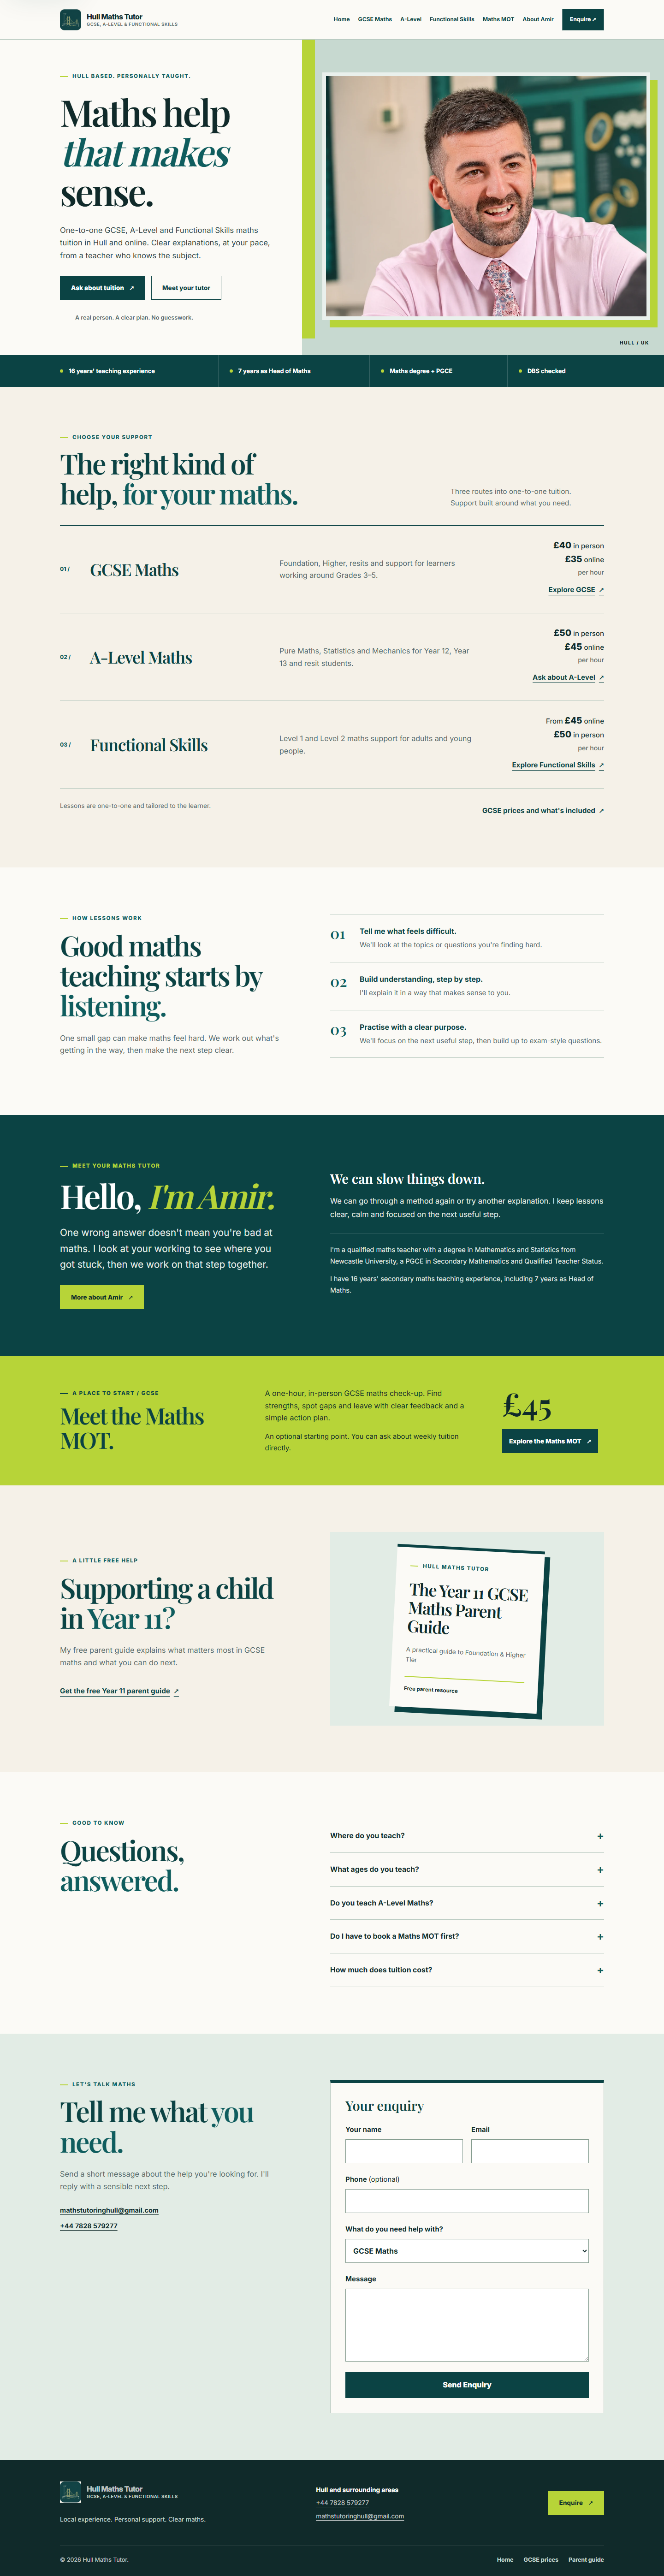 Hull Maths Tutor
GCSE, A-LEVEL & FUNCTIONAL SKILLS
Home GCSE Maths A-Level Functional Skills Maths MOT About Amir Enquire ↗
HULL BASED. PERSONALLY TAUGHT.
Maths help
that makes
sense.
One-to-one GCSE, A-Level and Functional Skills maths
tuition in Hull and online. Clear explanations, at your pace,
from a teacher who knows the subject.
Ask about tuition ↗ Meet your tutor
A real person. A clear plan. No guesswork.
HULL / UK
16 years' teaching experience 7 years as Head of Maths Maths degree + PGCE DBS checked
CHOOSE YOUR SUPPORT
The right kind of
help, for your maths.
Three routes into one-to-one tuition.
Support built around what you need.
01 / GCSE Maths
Foundation, Higher, resits and support for learners
working around Grades 3–5.
£40 in person
£35 online
per hour
Explore GCSE ↗
02 / A-Level Maths
Pure Maths, Statistics and Mechanics for Year 12, Year
13 and resit students.
£50 in person
£45 online
per hour
Ask about A-Level ↗
03 / Functional Skills
Level 1 and Level 2 maths support for adults and young
people.
From £45 online
£50 in person
per hour
Explore Functional Skills ↗
Lessons are one-to-one and tailored to the learner.
GCSE prices and what's included ↗
HOW LESSONS WORK
Good maths
teaching starts by
listening.
One small gap can make maths feel hard. We work out what's
getting in the way, then make the next step clear.
01 Tell me what feels difficult.
We'll look at the topics or questions you're finding hard.
02 Build understanding, step by step.
I'll explain it in a way that makes sense to you.
03 Practise with a clear purpose.
We'll focus on the next useful step, then build up to exam-style questions.
MEET YOUR MATHS TUTOR
Hello, I'm Amir.
One wrong answer doesn't mean you're bad at
maths. I look at your working to see where you
got stuck, then we work on that step together.
More about Amir ↗
We can slow things down.
We can go through a method again or try another explanation. I keep lessons
clear, calm and focused on the next useful step.
I'm a qualified maths teacher with a degree in Mathematics and Statistics from
Newcastle University, a PGCE in Secondary Mathematics and Qualified Teacher Status.
I have 16 years' secondary maths teaching experience, including 7 years as Head of
Maths.
A PLACE TO START / GCSE
Meet the Maths
MOT.
A one-hour, in-person GCSE maths check-up. Find
strengths, spot gaps and leave with clear feedback and a
simple action plan.
An optional starting point. You can ask about weekly tuition
directly.
£45
Explore the Maths MOT ↗
A LITTLE FREE HELP
Supporting a child
in Year 11?
My free parent guide explains what matters most in GCSE
maths and what you can do next.
Get the free Year 11 parent guide ↗
HULL MATHS TUTOR
The Year 11 GCSE
Maths Parent
Guide
A practical guide to Foundation & Higher
Tier
Free parent resource
GOOD TO KNOW
Questions,
answered.
Where do you teach? +
What ages do you teach? +
Do you teach A-Level Maths? +
Do I have to book a Maths MOT first? +
How much does tuition cost? +
LET'S TALK MATHS
Tell me what you
need.
Send a short message about the help you're looking for. I'll
reply with a sensible next step.
mathstutoringhull@gmail.com
+44 7828 579277
Your enquiry
Your name Email
Phone (optional)
What do you need help with?
GCSE Maths
Message
Send Enquiry
Hull Maths Tutor
GCSE, A-LEVEL & FUNCTIONAL SKILLS
Local experience. Personal support. Clear maths.
Hull and surrounding areas
+44 7828 579277
mathstutoringhull@gmail.com
Enquire ↗
© 2026 Hull Maths Tutor.
Home GCSE prices Parent guide